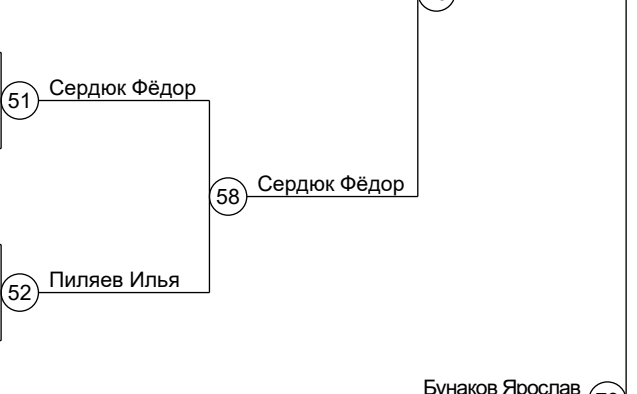 51 Сердюк Фёдор
58 Сердюк Фёдор
52 Пиляев Илья
Бунаков Ярослав